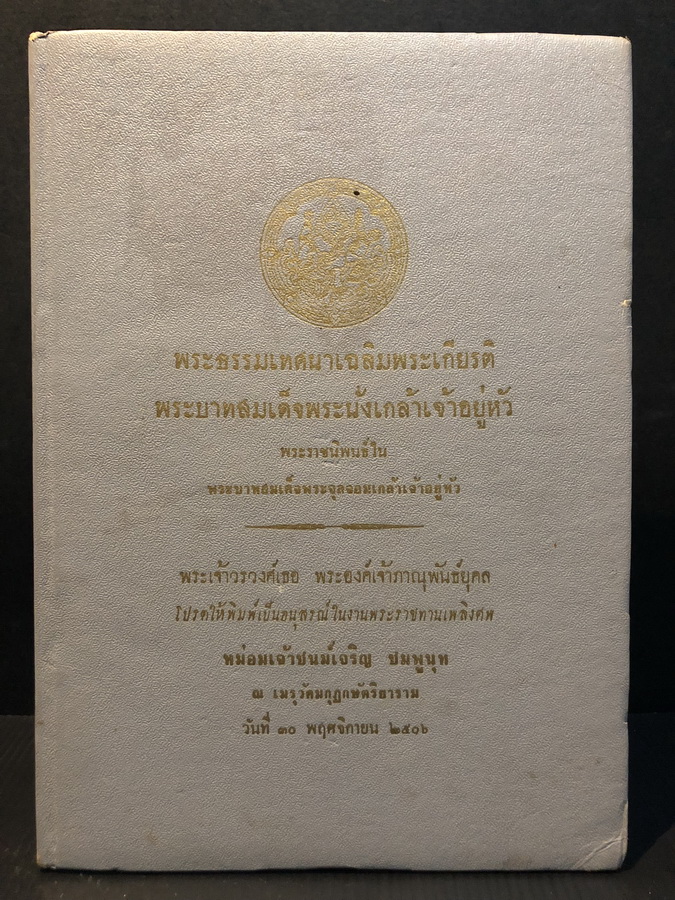 พระธรรมเทศนาเฉลิมพระเกียรติ
พระบาทสมเด็จพระนั่งเกล้าเจ้าอยู่หัว
พระราชนิพนธ์ใน
พระบาทสมเด็จพระจุลจอมเกล้าเจ้าอยู่หัว
พระเจ้าวรวงศ์เธอ พระองค์เจ้าภาณุพันธ์ยุคล
โปรดให้พิมพ์เป็นอนุสรณ์ในงานพระราชทานเพลิงศพ
หม่อมเจ้าชนม์เจริญ ชมพูนุท
ณ เมรุวัดมกุฏกษัตริยาราม
วันที่ ๓๐ พฤศจิกายน ๒๕๑๖